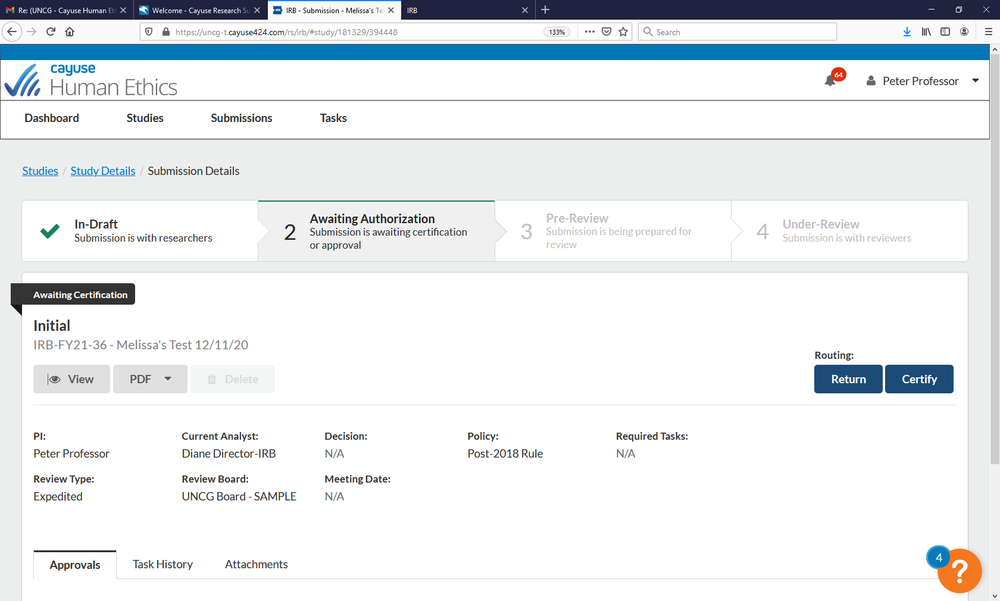 Re: (UNCG - Cayuse Human Et
Welcome - Cayuse Research Su
IRB - Submission - Melissa's Te
IRB
https://uncg-t.cayuse424.com/rs/irb/#study/181329/394448
133%
Search
cayuse
Human Ethics
64
Peter Professor
Dashboard
Studies
Submissions
Tasks
Studies / Study Details / Submission Details
In-Draft
Submission is with researchers
2
Awaiting Authorization
Submission is awaiting certification
or approval
3
Pre-Review
Submission is being prepared for
review
4
Under-Review
Submission is with reviewers
Awaiting Certification
Initial
IRB-FY21-36 - Melissa's Test 12/11/20
View
PDF
Delete
Routing:
Return
Certify
PI:
Peter Professor
Current Analyst:
Diane Director-IRB
Decision:
N/A
Policy:
Post-2018 Rule
Required Tasks:
N/A
Review Type:
Expedited
Review Board:
UNCG Board - SAMPLE
Meeting Date:
N/A
Approvals
Task History
Attachments
4
?